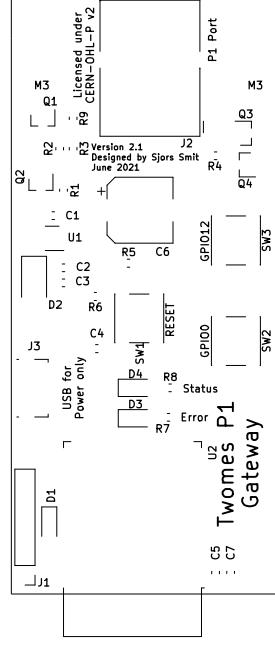 Licensed under
CERN-OHL-P v2
P1 Port
M3
M3
Q1
R9
Q3
Version 2.1
Designed by Sjors Smit
June 2021
J2
R2
R3
R4
Q2
R1
Q4
C1
U1
R5
C6
GPIO12
SW3
C2
C3
D2
R6
RESET
C4
SW1
GPIO0
SW2
J3
USB for
Power only
D4
R8
Status
D3
Error
R7
U2
Twomes P1
Gateway
D1
C5
C7
J1